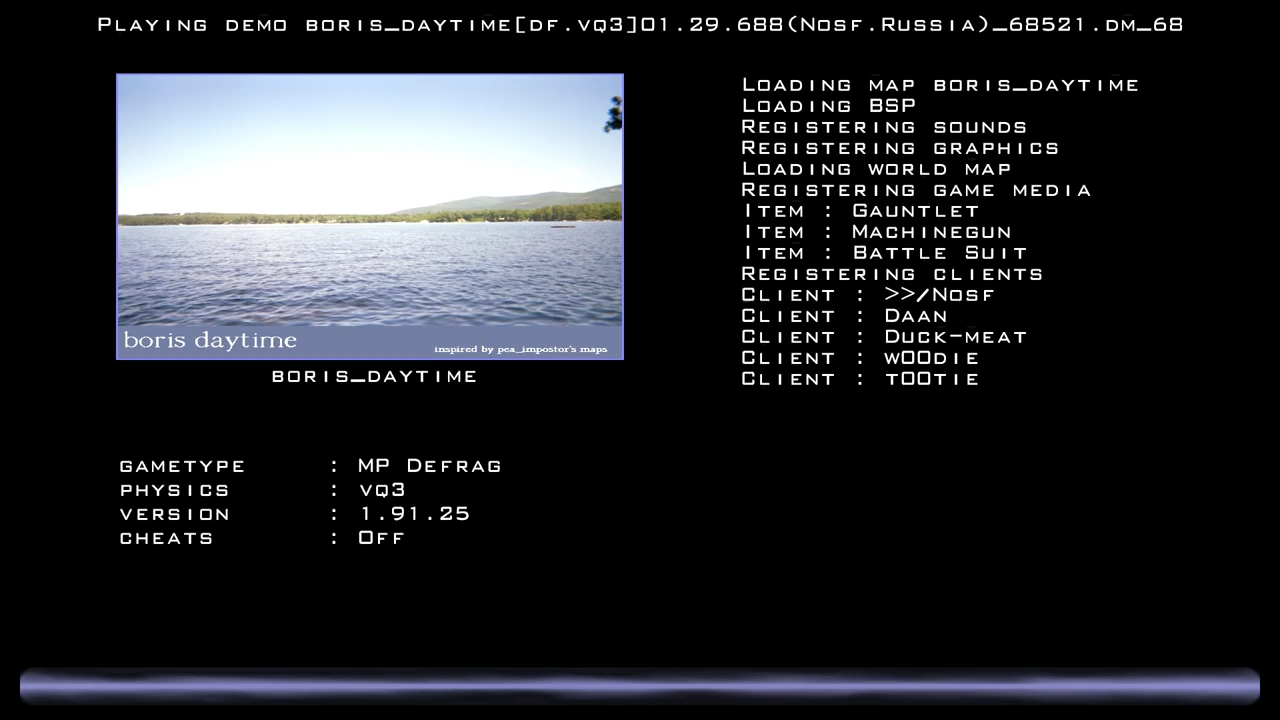 Playing demo boris_daytime[df.vq3]01.29.688(Nosf.Russia)_68521.dm_68
boris daytime
inspired by pea_impostor's maps
boris_daytime
Loading map boris_daytime
Loading BSP
Registering sounds
Registering graphics
Loading world map
Registering game media
Item : Gauntlet
Item : Machinegun
Item : Battle Suit
Registering clients
Client : >>/Nosf
Client : Daan
Client : Duck-meat
Client : w00die
Client : t00tie
gametype : MP Defrag
physics : vq3
version : 1.91.25
cheats : Off